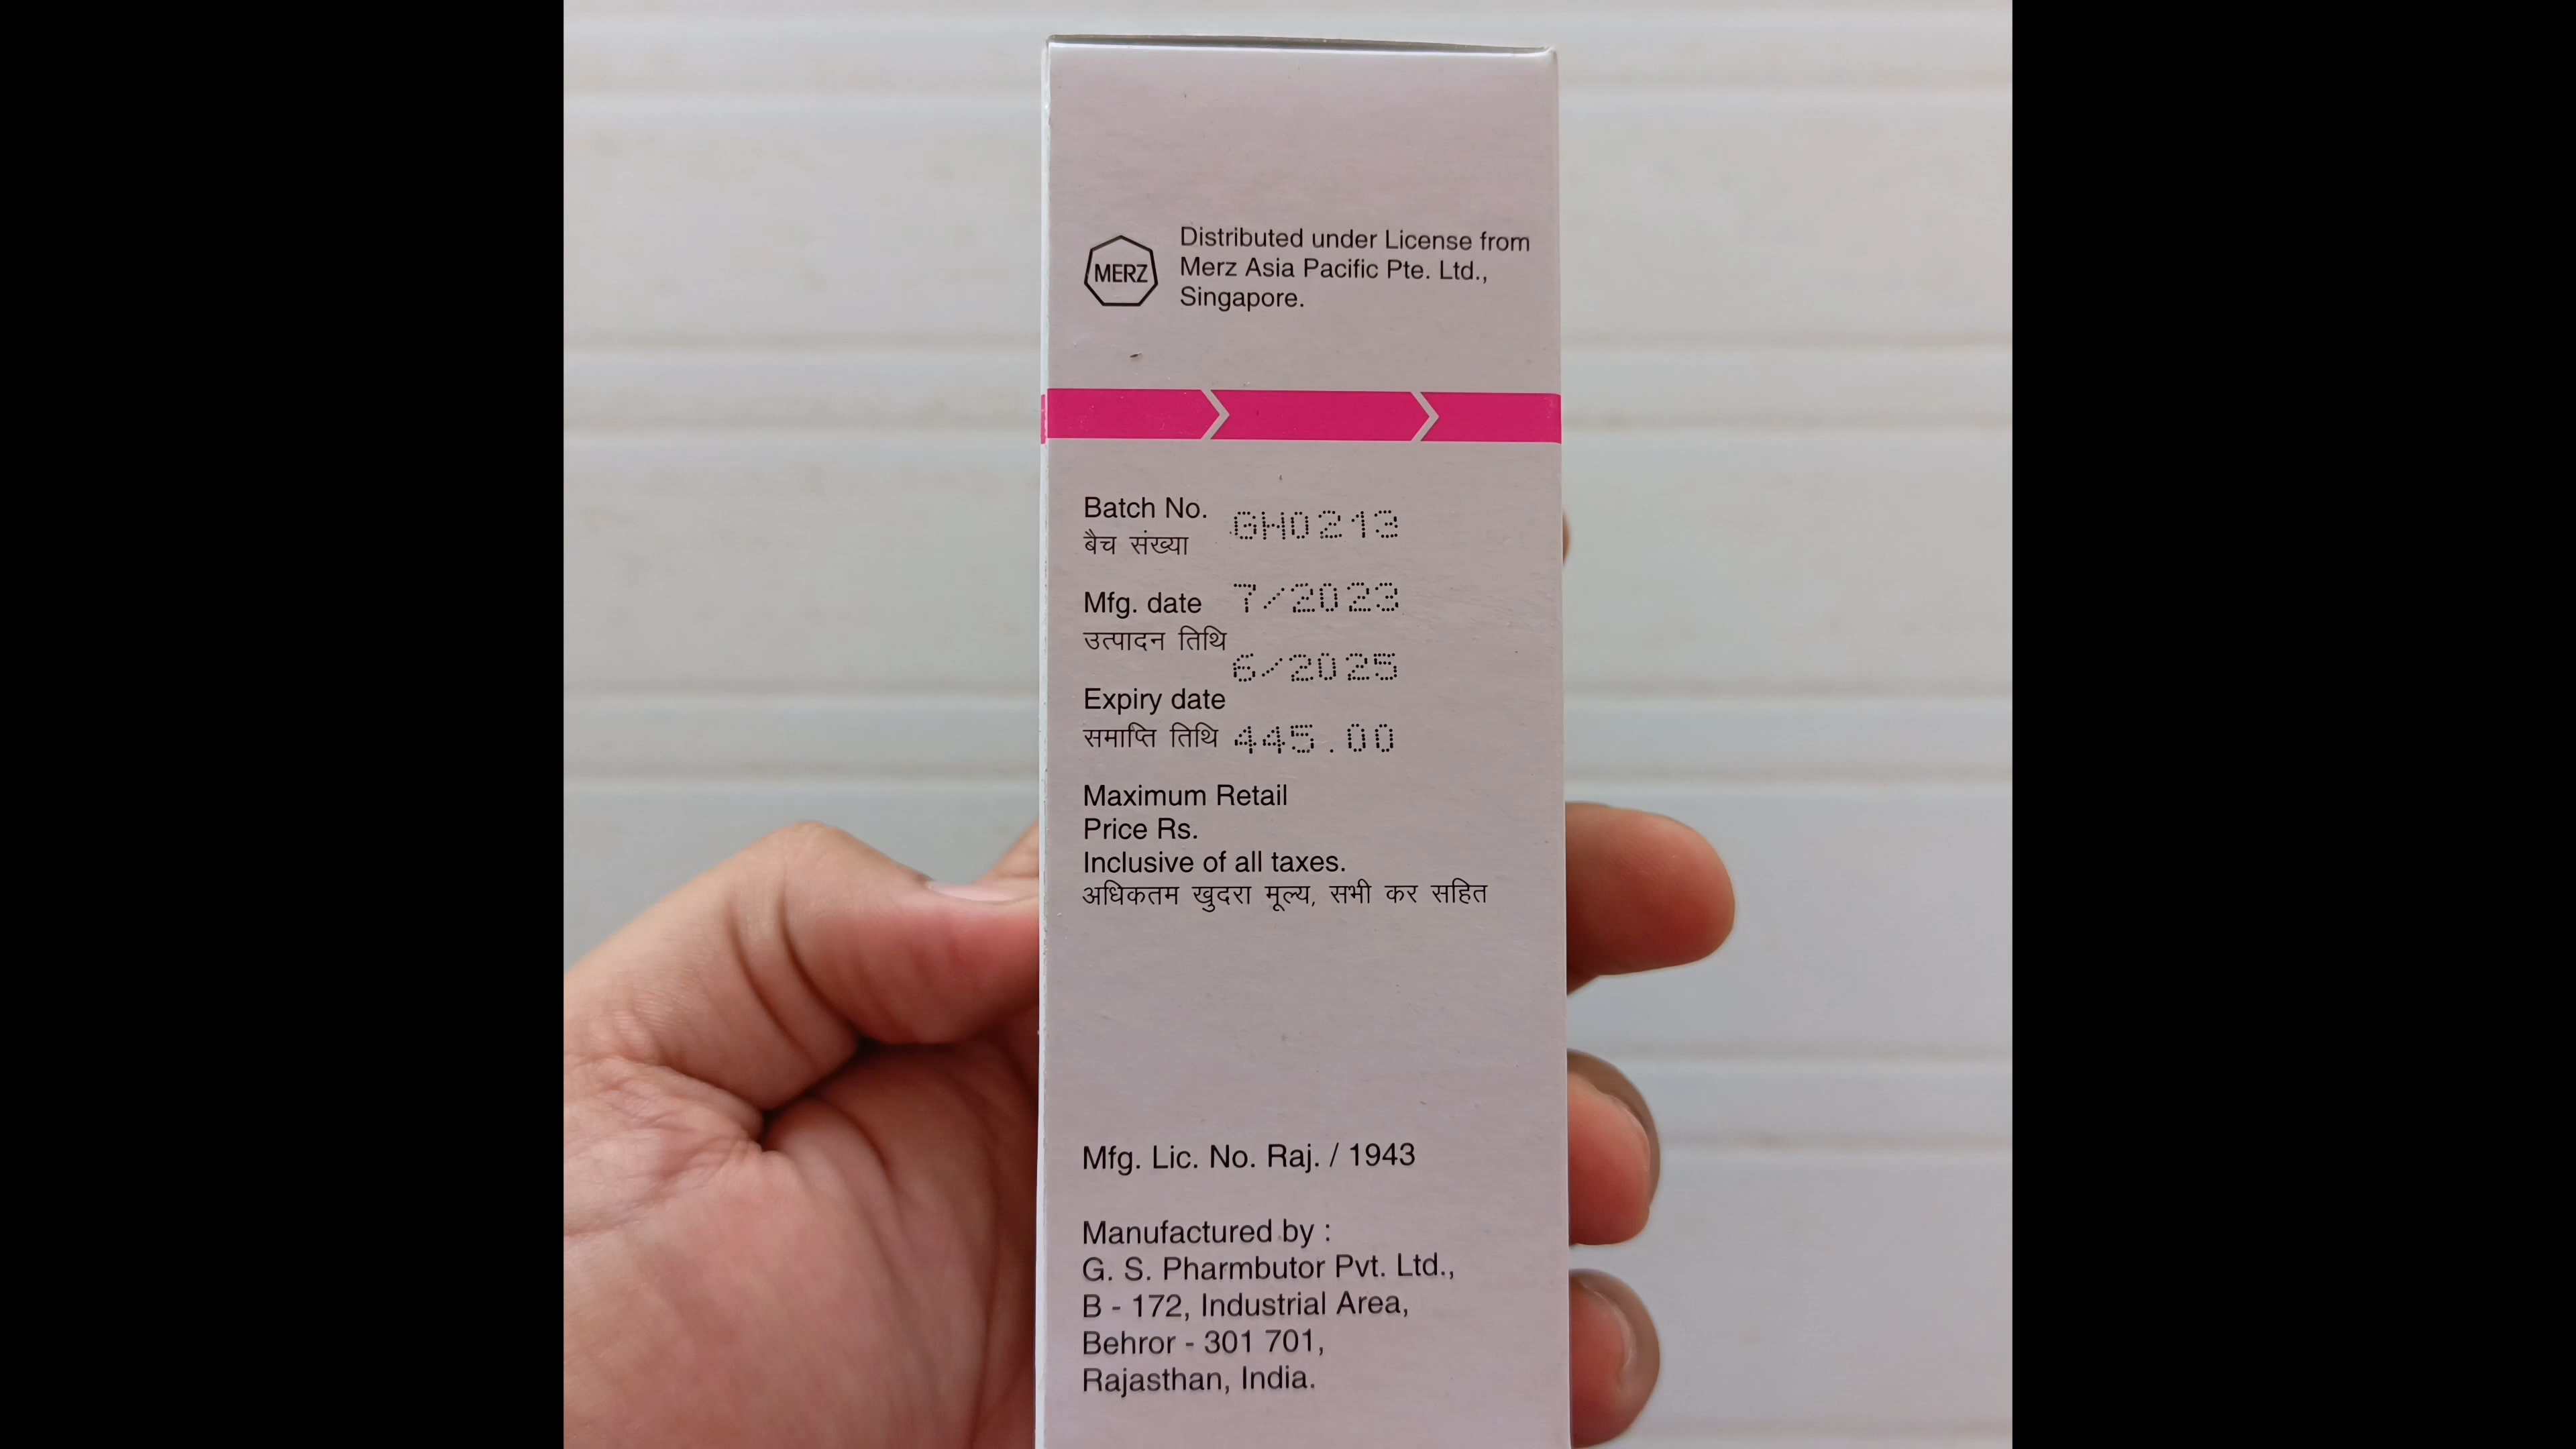 MERZ
Distributed under License from
Merz Asia Pacific Pte. Ltd.,
Singapore.
Batch No. GH0213
बैच संख्या
Mfg. date 7/2023
उत्पादन तिथि
6/2025
Expiry date
समाप्ति तिथि 445.00
Maximum Retail
Price Rs.
Inclusive of all taxes.
अधिकतम खुदरा मूल्य, सभी कर सहित
Mfg. Lic. No. Raj. / 1943
Manufactured by :
G. S. Pharmbutor Pvt. Ltd.,
B - 172, Industrial Area,
Behror - 301 701,
Rajasthan, India.